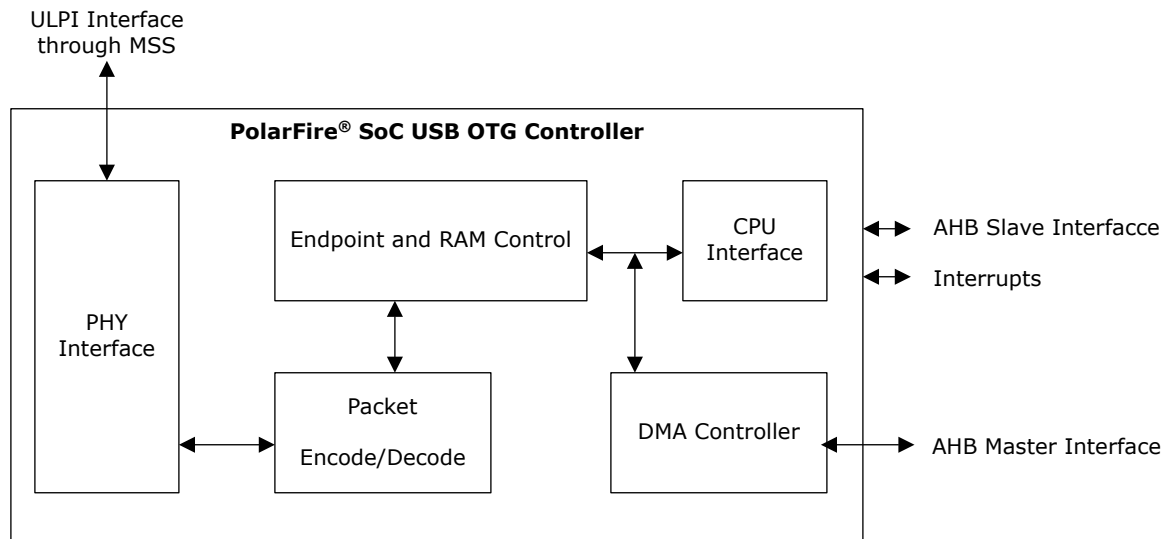 ULPI Interface
through MSS
PolarFire® SoC USB OTG Controller
Endpoint and RAM Control
CPU
Interface
AHB Slave Interfacce
Interrupts
PHY
Interface
Packet
Encode/Decode
DMA Controller
AHB Master Interface